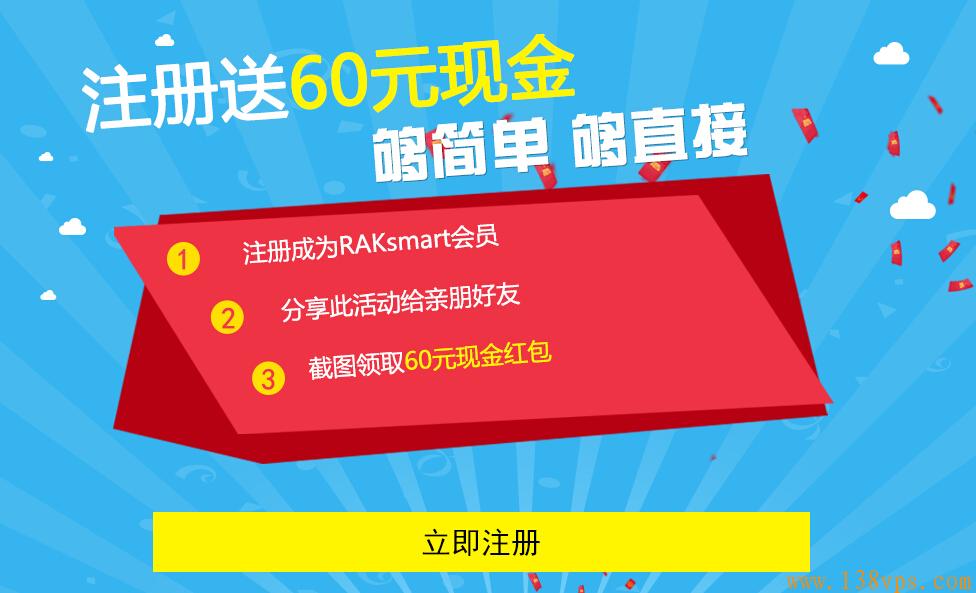 注册送60元现金
够简单 够直接
1 注册成为RAKsmart会员
2 分享此活动给亲朋好友
3 截图领取60元现金红包
立即注册
www.138vps.com